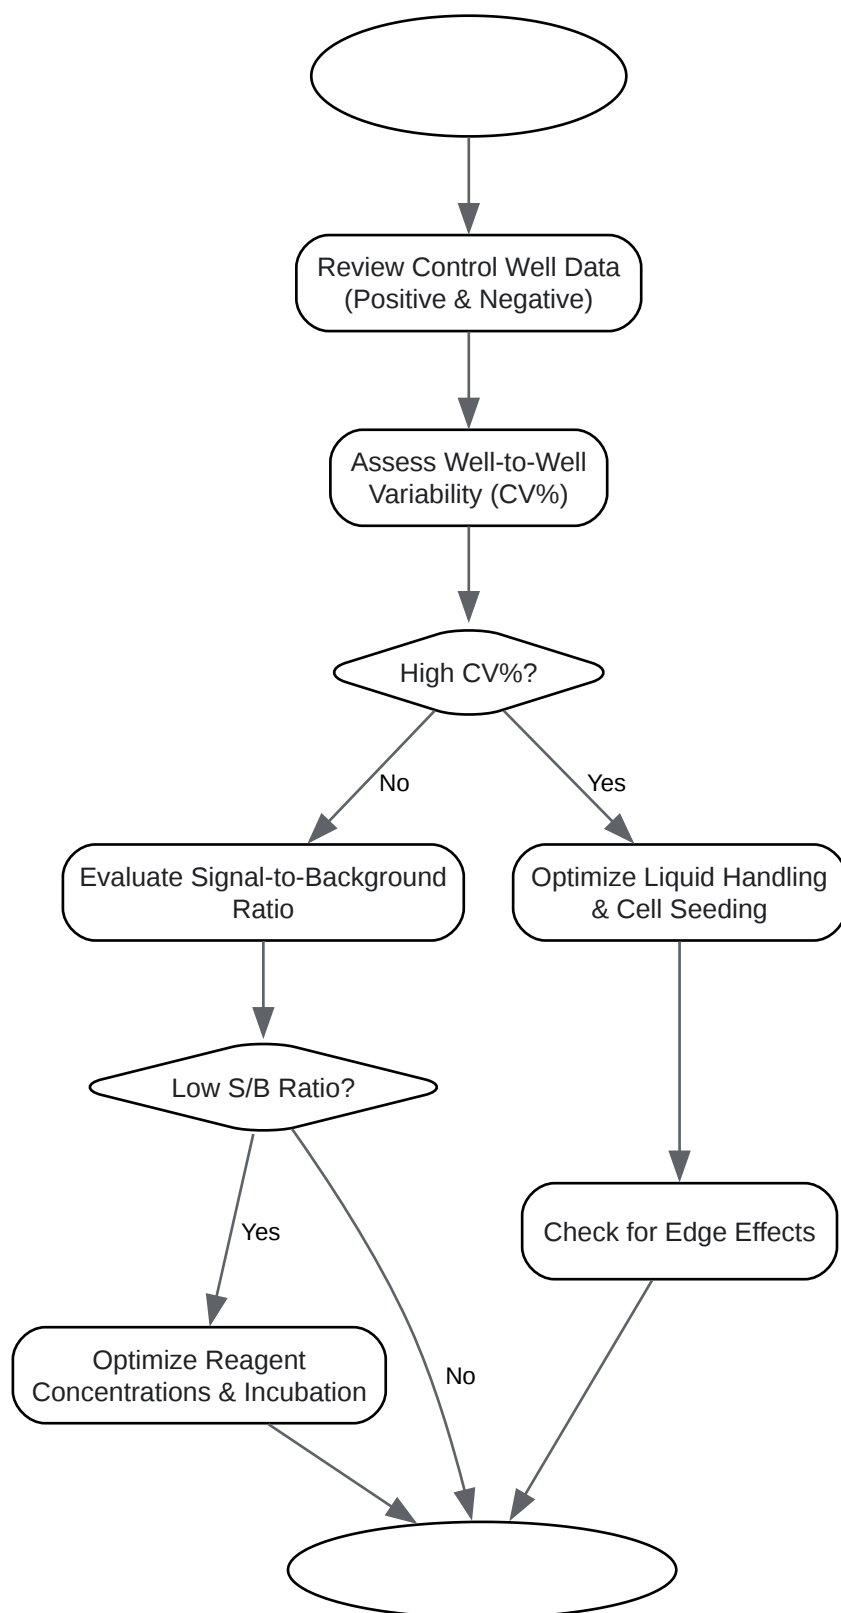 Review Control Well Data
(Positive & Negative)
Assess Well-to-Well
Variability (CV%)
High CV%?
No
Yes
Evaluate Signal-to-Background
Ratio
Optimize Liquid Handling
& Cell Seeding
Low S/B Ratio?
Yes
Check for Edge Effects
Optimize Reagent
Concentrations & Incubation
No